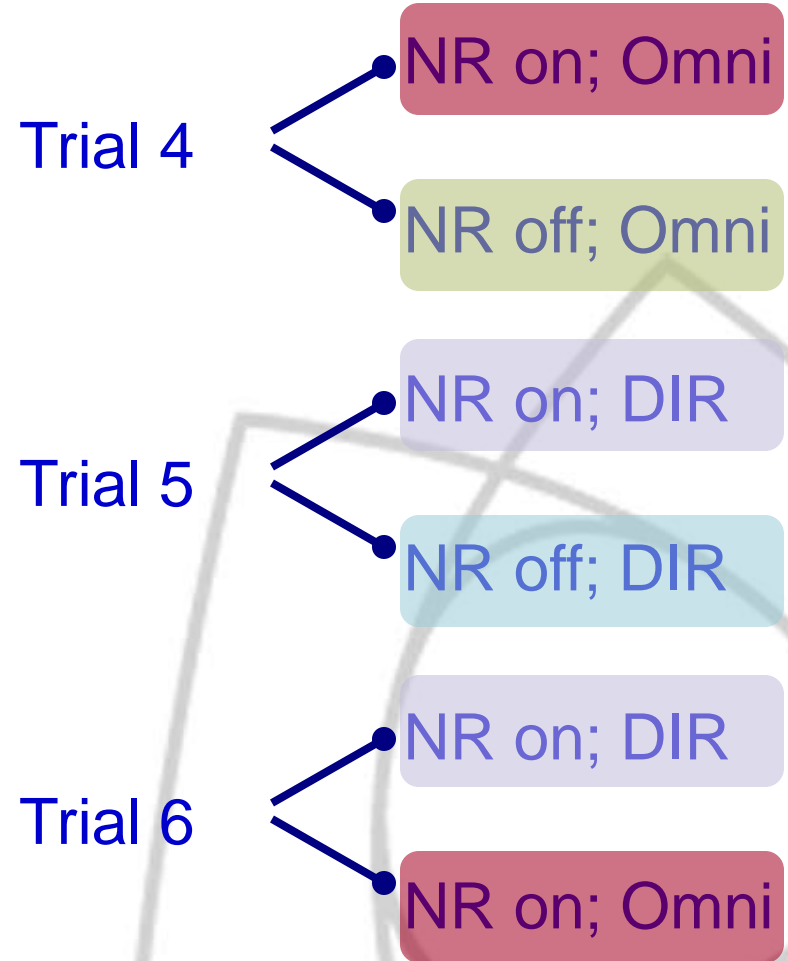 NR on; Omni
Trial 4
NR off; Omni
NR on; DIR
Trial 5
NR off; DIR
NR on; DIR
Trial 6
NR on; Omni